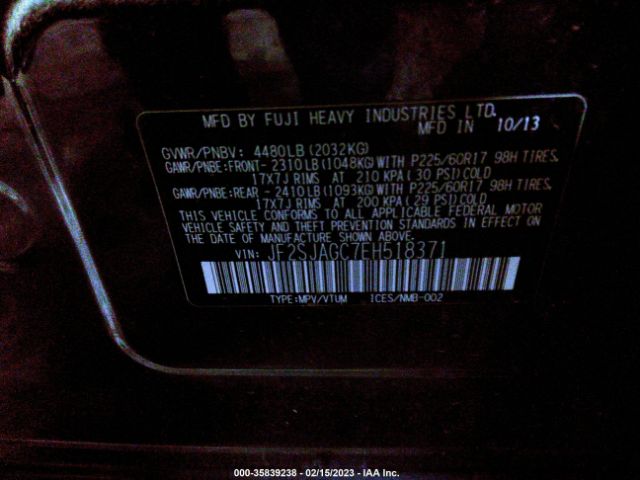 MFD BY FUJI HEAVY INDUSTRIES LTD.
MFD IN 10/13
GVWR/PNBV: 4480LB (2032KG)
GAWR/PNBE:FRONT- 2310LB(1048KG)WITH P225/60R17 98H TIRES,
17X7J RIMS AT 210 KPA (30 PSI)COLD
GAWR/PNBE:REAR - 2410LB(1093KG)WITH P225/60R17 98H TIRES,
17X7J RIMS AT 200 KPA (29 PSI)COLD
THIS VEHICLE CONFORMS TO ALL APPLICABLE FEDERAL MOTOR
VEHICLE SAFETY AND THEFT PREVENTION STANDARDS IN EFFECT ON
THE DATE OF MANUFACTURE SHOWN ABOVE.
VIN: JF2SJAGC7EH518371
TYPE:MPV/VTUM ICES/NMB-002
000-35839238 - 02/15/2023 - IAA Inc.